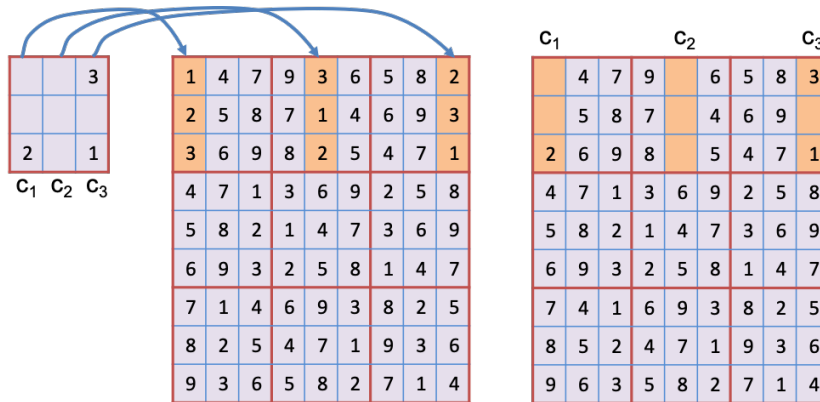 3
2 1
C1 C2 C3
1 4 7 9 3 6 5 8 2
2 5 8 7 1 4 6 9 3
3 6 9 8 2 5 4 7 1
4 7 1 3 6 9 2 5 8
5 8 2 1 4 7 3 6 9
6 9 3 2 5 8 1 4 7
7 1 4 6 9 3 8 2 5
8 2 5 4 7 1 9 3 6
9 3 6 5 8 2 7 1 4
C1 C2 C3
4 7 9 6 5 8 3
5 8 7 4 6 9
2 6 9 8 5 4 7 1
4 7 1 3 6 9 2 5 8
5 8 2 1 4 7 3 6 9
6 9 3 2 5 8 1 4 7
7 4 1 6 9 3 8 2 5
8 5 2 4 7 1 9 3 6
9 6 3 5 8 2 7 1 4